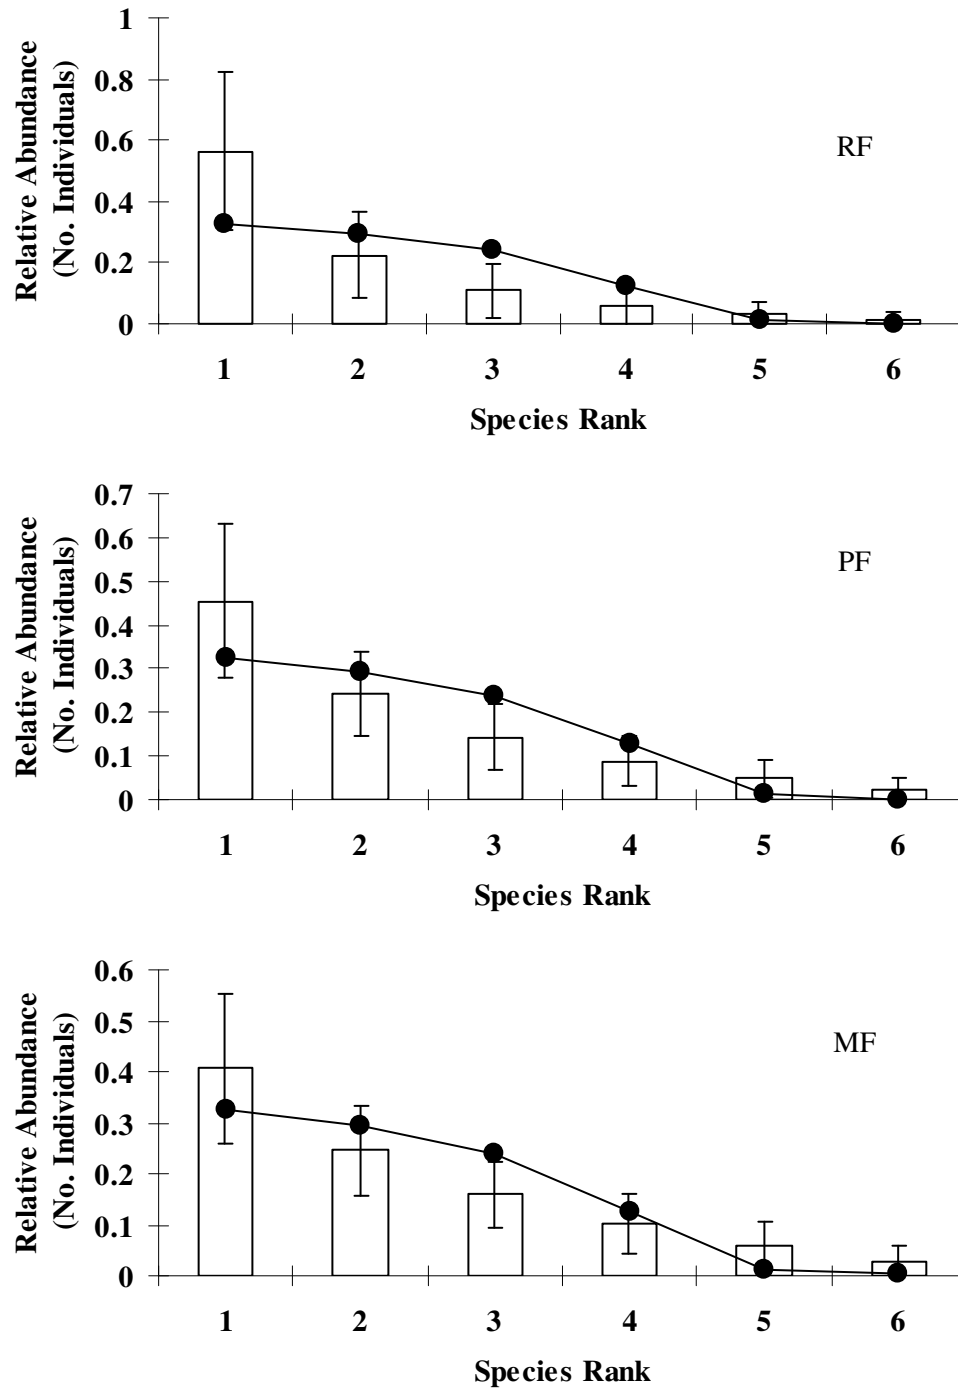 Relative Abundance
(No. Individuals)
1
0.8
0.6
0.4
0.2
0
RF
1 2 3 4 5 6
Species Rank
Relative Abundance
(No. Individuals)
0.7
0.6
0.5
0.4
0.3
0.2
0.1
0
PF
1 2 3 4 5 6
Species Rank
Relative Abundance
(No. Individuals)
0.6
0.5
0.4
0.3
0.2
0.1
0
MF
1 2 3 4 5 6
Species Rank